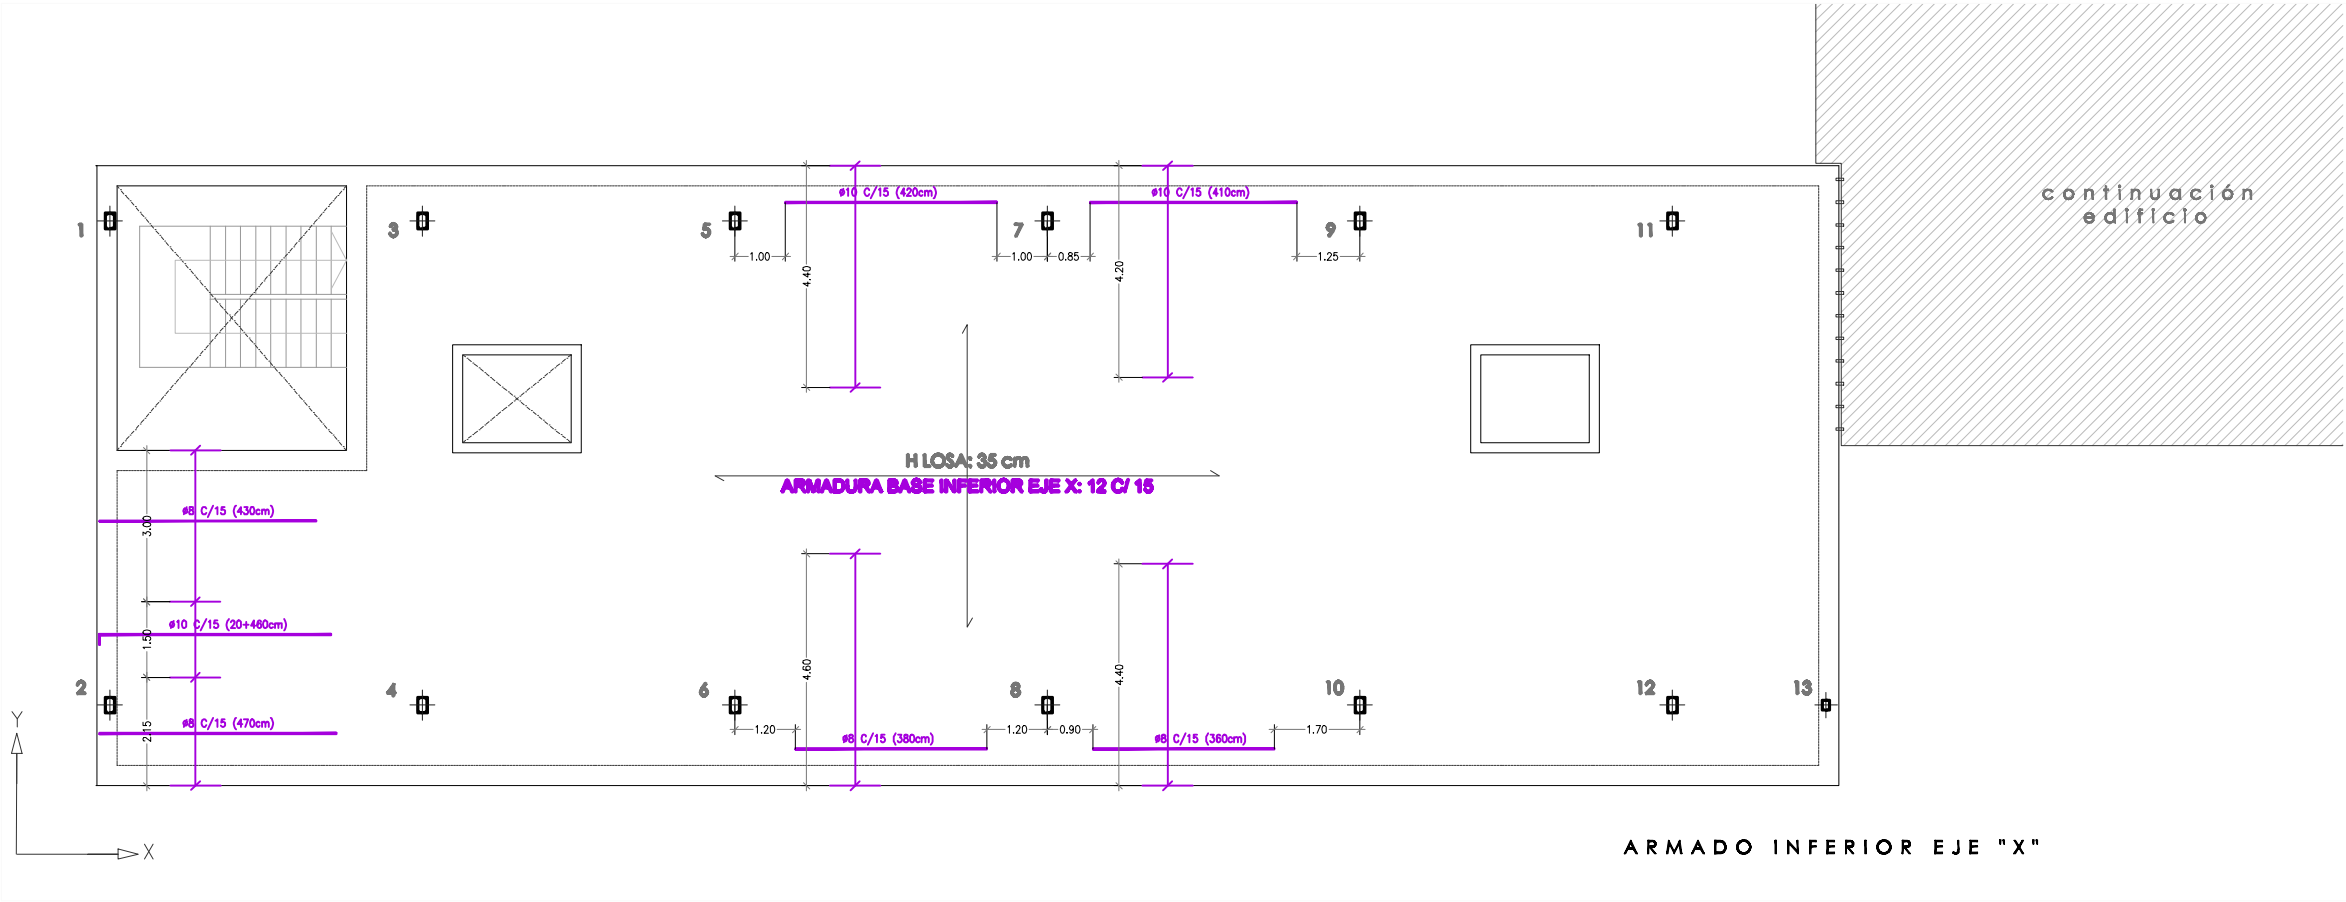 continuación
edificio
ø10 C/15 (420cm)
ø10 C/15 (410cm)
1
3
5
7
9
11
1.00
1.00
0.85
1.25
4.40
4.20
H LOSA: 35 cm
ARMADURA BASE INFERIOR EJE X: 12 C/ 15
ø8 C/15 (430cm)
3.00
ø10 C/15 (20+460cm)
1.50
4.60
4.40
2
4
6
8
10
12
13
ø8 C/15 (470cm)
2.15
1.20
1.20
0.90
1.70
ø8 C/15 (380cm)
ø8 C/15 (360cm)
Y
X
ARMADO INFERIOR EJE "X"